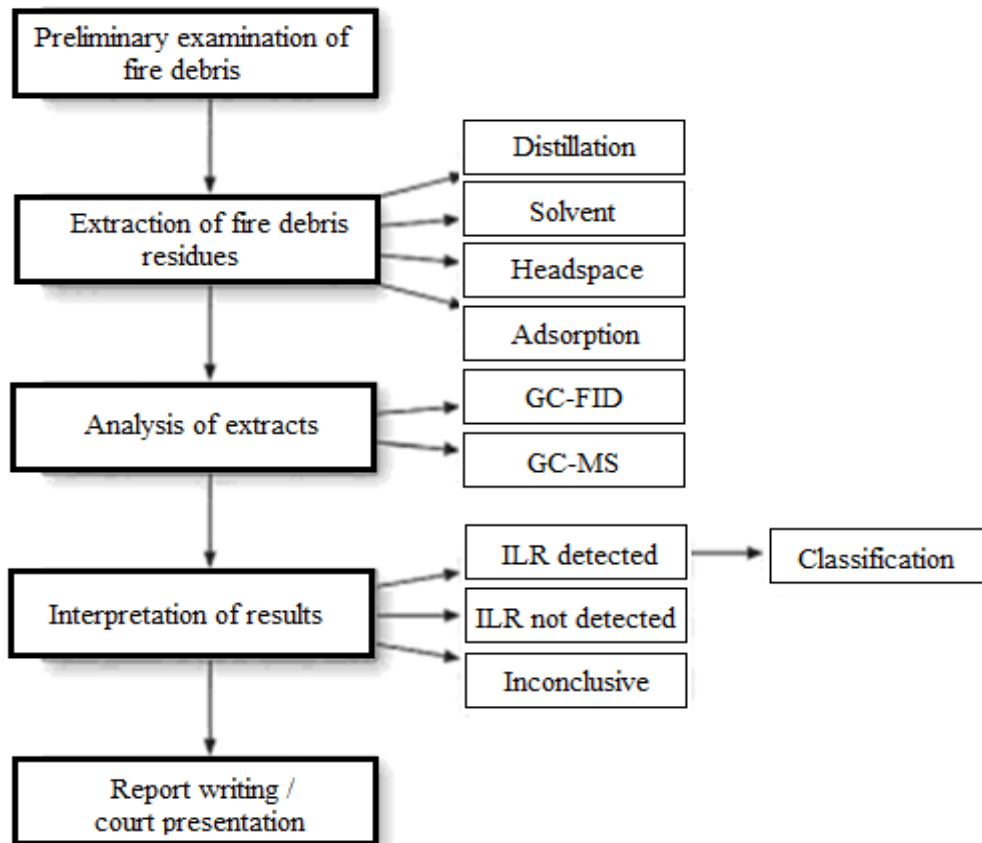 Preliminary examination of
fire debris
Distillation
Solvent
Extraction of fire debris
residues
Headspace
Adsorption
GC-FID
Analysis of extracts
GC-MS
ILR detected
Classification
Interpretation of results
ILR not detected
Inconclusive
Report writing /
court presentation